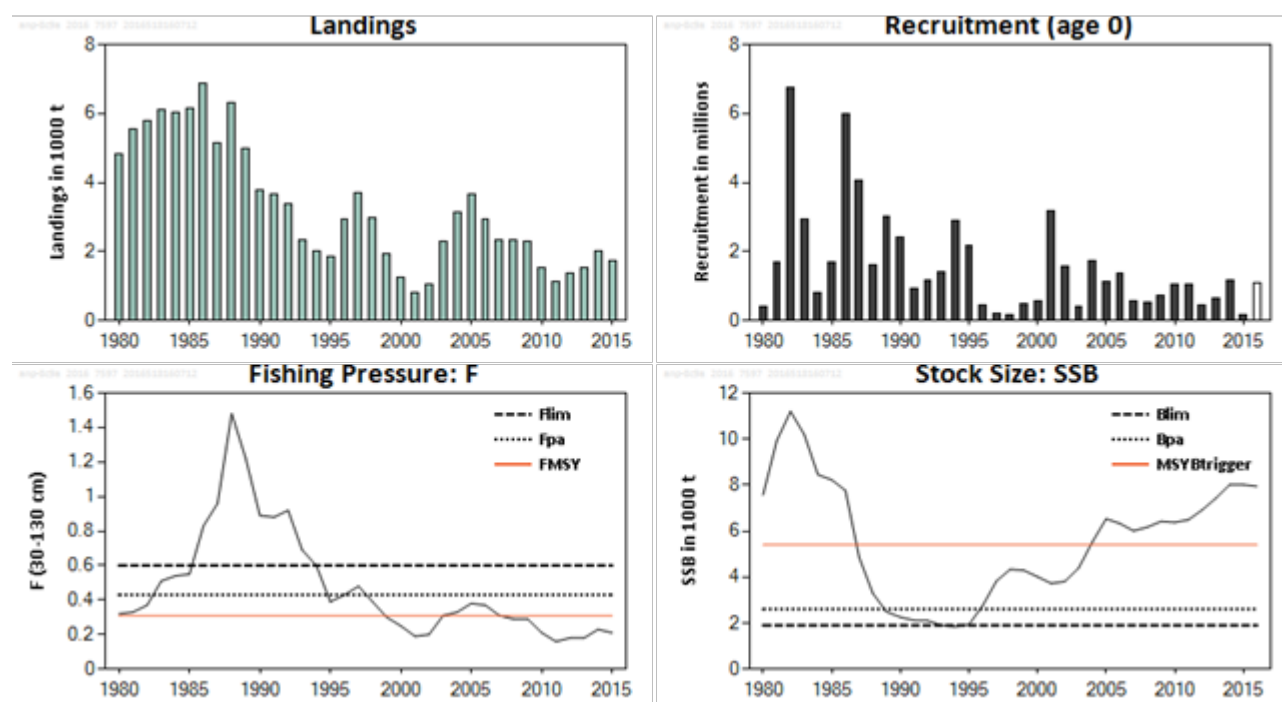 Landings
Landings in 1000 t
8
6
4
2
0
1980 1985 1990 1995 2000 2005 2010 2015
Recruitment (age 0)
Recruitment in millions
8
6
4
2
0
1980 1985 1990 1995 2000 2005 2010 2015
Fishing Pressure: F
F (30-130 cm)
1.6
1.4
1.2
1
0.8
0.6
0.4
0.2
0
Flim
Fpa
FMSY
1980 1985 1990 1995 2000 2005 2010 2015
Stock Size: SSB
SSB in 1000 t
12
10
8
6
4
2
0
Blim
Bpa
MSYBtrigger
1980 1985 1990 1995 2000 2005 2010 2015